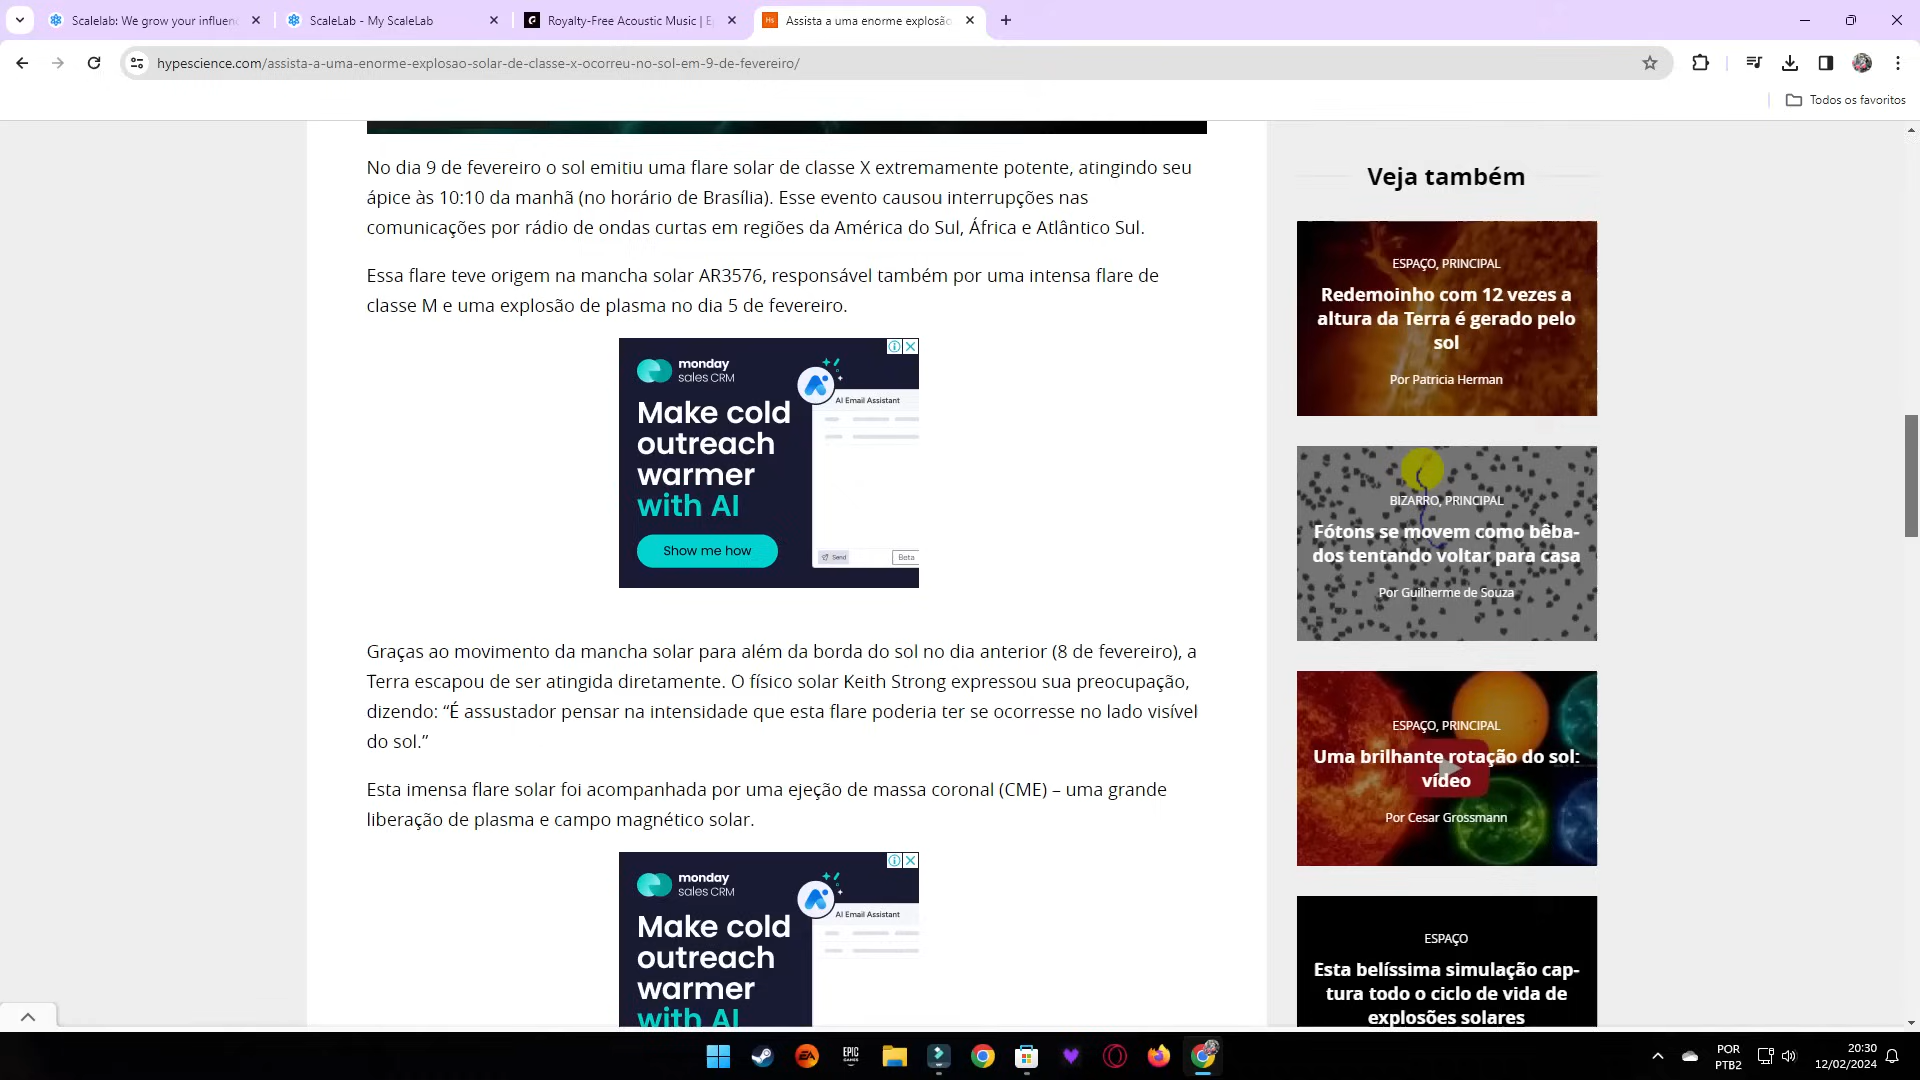 Scalelab: We grow your influenc
ScaleLab - My ScaleLab
Royalty-Free Acoustic Music | E
Assista a uma enorme explosão
hypescience.com/assista-a-uma-enorme-explosao-solar-de-classe-x-ocorreu-no-sol-em-9-de-fevereiro/
Todos os favoritos
No dia 9 de fevereiro o sol emitiu uma flare solar de classe X extremamente potente, atingindo seu
ápice às 10:10 da manhã (no horário de Brasília). Esse evento causou interrupções nas
comunicações por rádio de ondas curtas em regiões da América do Sul, África e Atlântico Sul.
Essa flare teve origem na mancha solar AR3576, responsável também por uma intensa flare de
classe M e uma explosão de plasma no dia 5 de fevereiro.
monday
sales CRM
AI Email Assistant
Make cold
outreach
warmer
with AI
Show me how
Send
Beta
Graças ao movimento da mancha solar para além da borda do sol no dia anterior (8 de fevereiro), a
Terra escapou de ser atingida diretamente. O físico solar Keith Strong expressou sua preocupação,
dizendo: “É assustador pensar na intensidade que esta flare poderia ter se ocorresse no lado visível
do sol.”
Esta imensa flare solar foi acompanhada por uma ejeção de massa coronal (CME) – uma grande
liberação de plasma e campo magnético solar.
monday
sales CRM
AI Email Assistant
Make cold
outreach
warmer
with AI
Veja também
ESPAÇO, PRINCIPAL
Redemoinho com 12 vezes a
altura da Terra é gerado pelo
sol
Por Patricia Herman
BIZARRO, PRINCIPAL
Fótons se movem como bêba-
dos tentando voltar para casa
Por Guilherme de Souza
ESPAÇO, PRINCIPAL
Uma brilhante rotação do sol:
vídeo
Por Cesar Grossmann
ESPAÇO
Esta belíssima simulação cap-
tura todo o ciclo de vida de
explosões solares
EPIC
GAMES
EA
POR
PTB2
20:30
12/02/2024